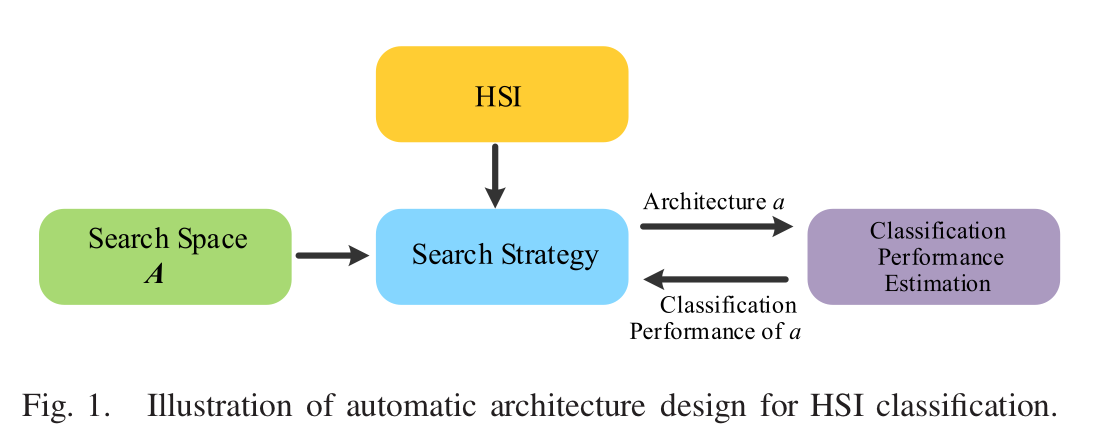 HSI
Search Space
A
Search Strategy
Architecture a
Classification
Performance of a
Classification
Performance
Estimation
Fig. 1. Illustration of automatic architecture design for HSI classification.